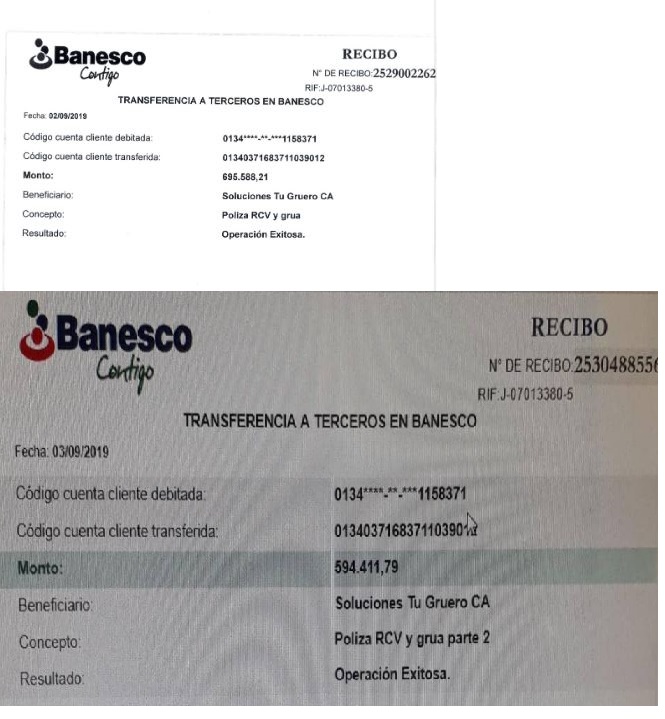 Banesco
Contigo
RECIBO
N° DE RECIBO:2529002262
RIF:J-07013380-5
TRANSFERENCIA A TERCEROS EN BANESCO
Fecha: 02/09/2019
Código cuenta cliente debitada: 0134****-**-***1158371
Código cuenta cliente transferida: 01340371683711039012
Monto: 695.588,21
Beneficiario: Soluciones Tu Gruero CA
Concepto: Poliza RCV y grua
Resultado: Operación Exitosa.
Banesco
Contigo
RECIBO
N° DE RECIBO:2530488556
RIF:J-07013380-5
TRANSFERENCIA A TERCEROS EN BANESCO
Fecha: 03/09/2019
Código cuenta cliente debitada: 0134****-**-***1158371
Código cuenta cliente transferida: 01340371683711039012
Monto: 594.411,79
Beneficiario: Soluciones Tu Gruero CA
Concepto: Poliza RCV y grua parte 2
Resultado: Operación Exitosa.